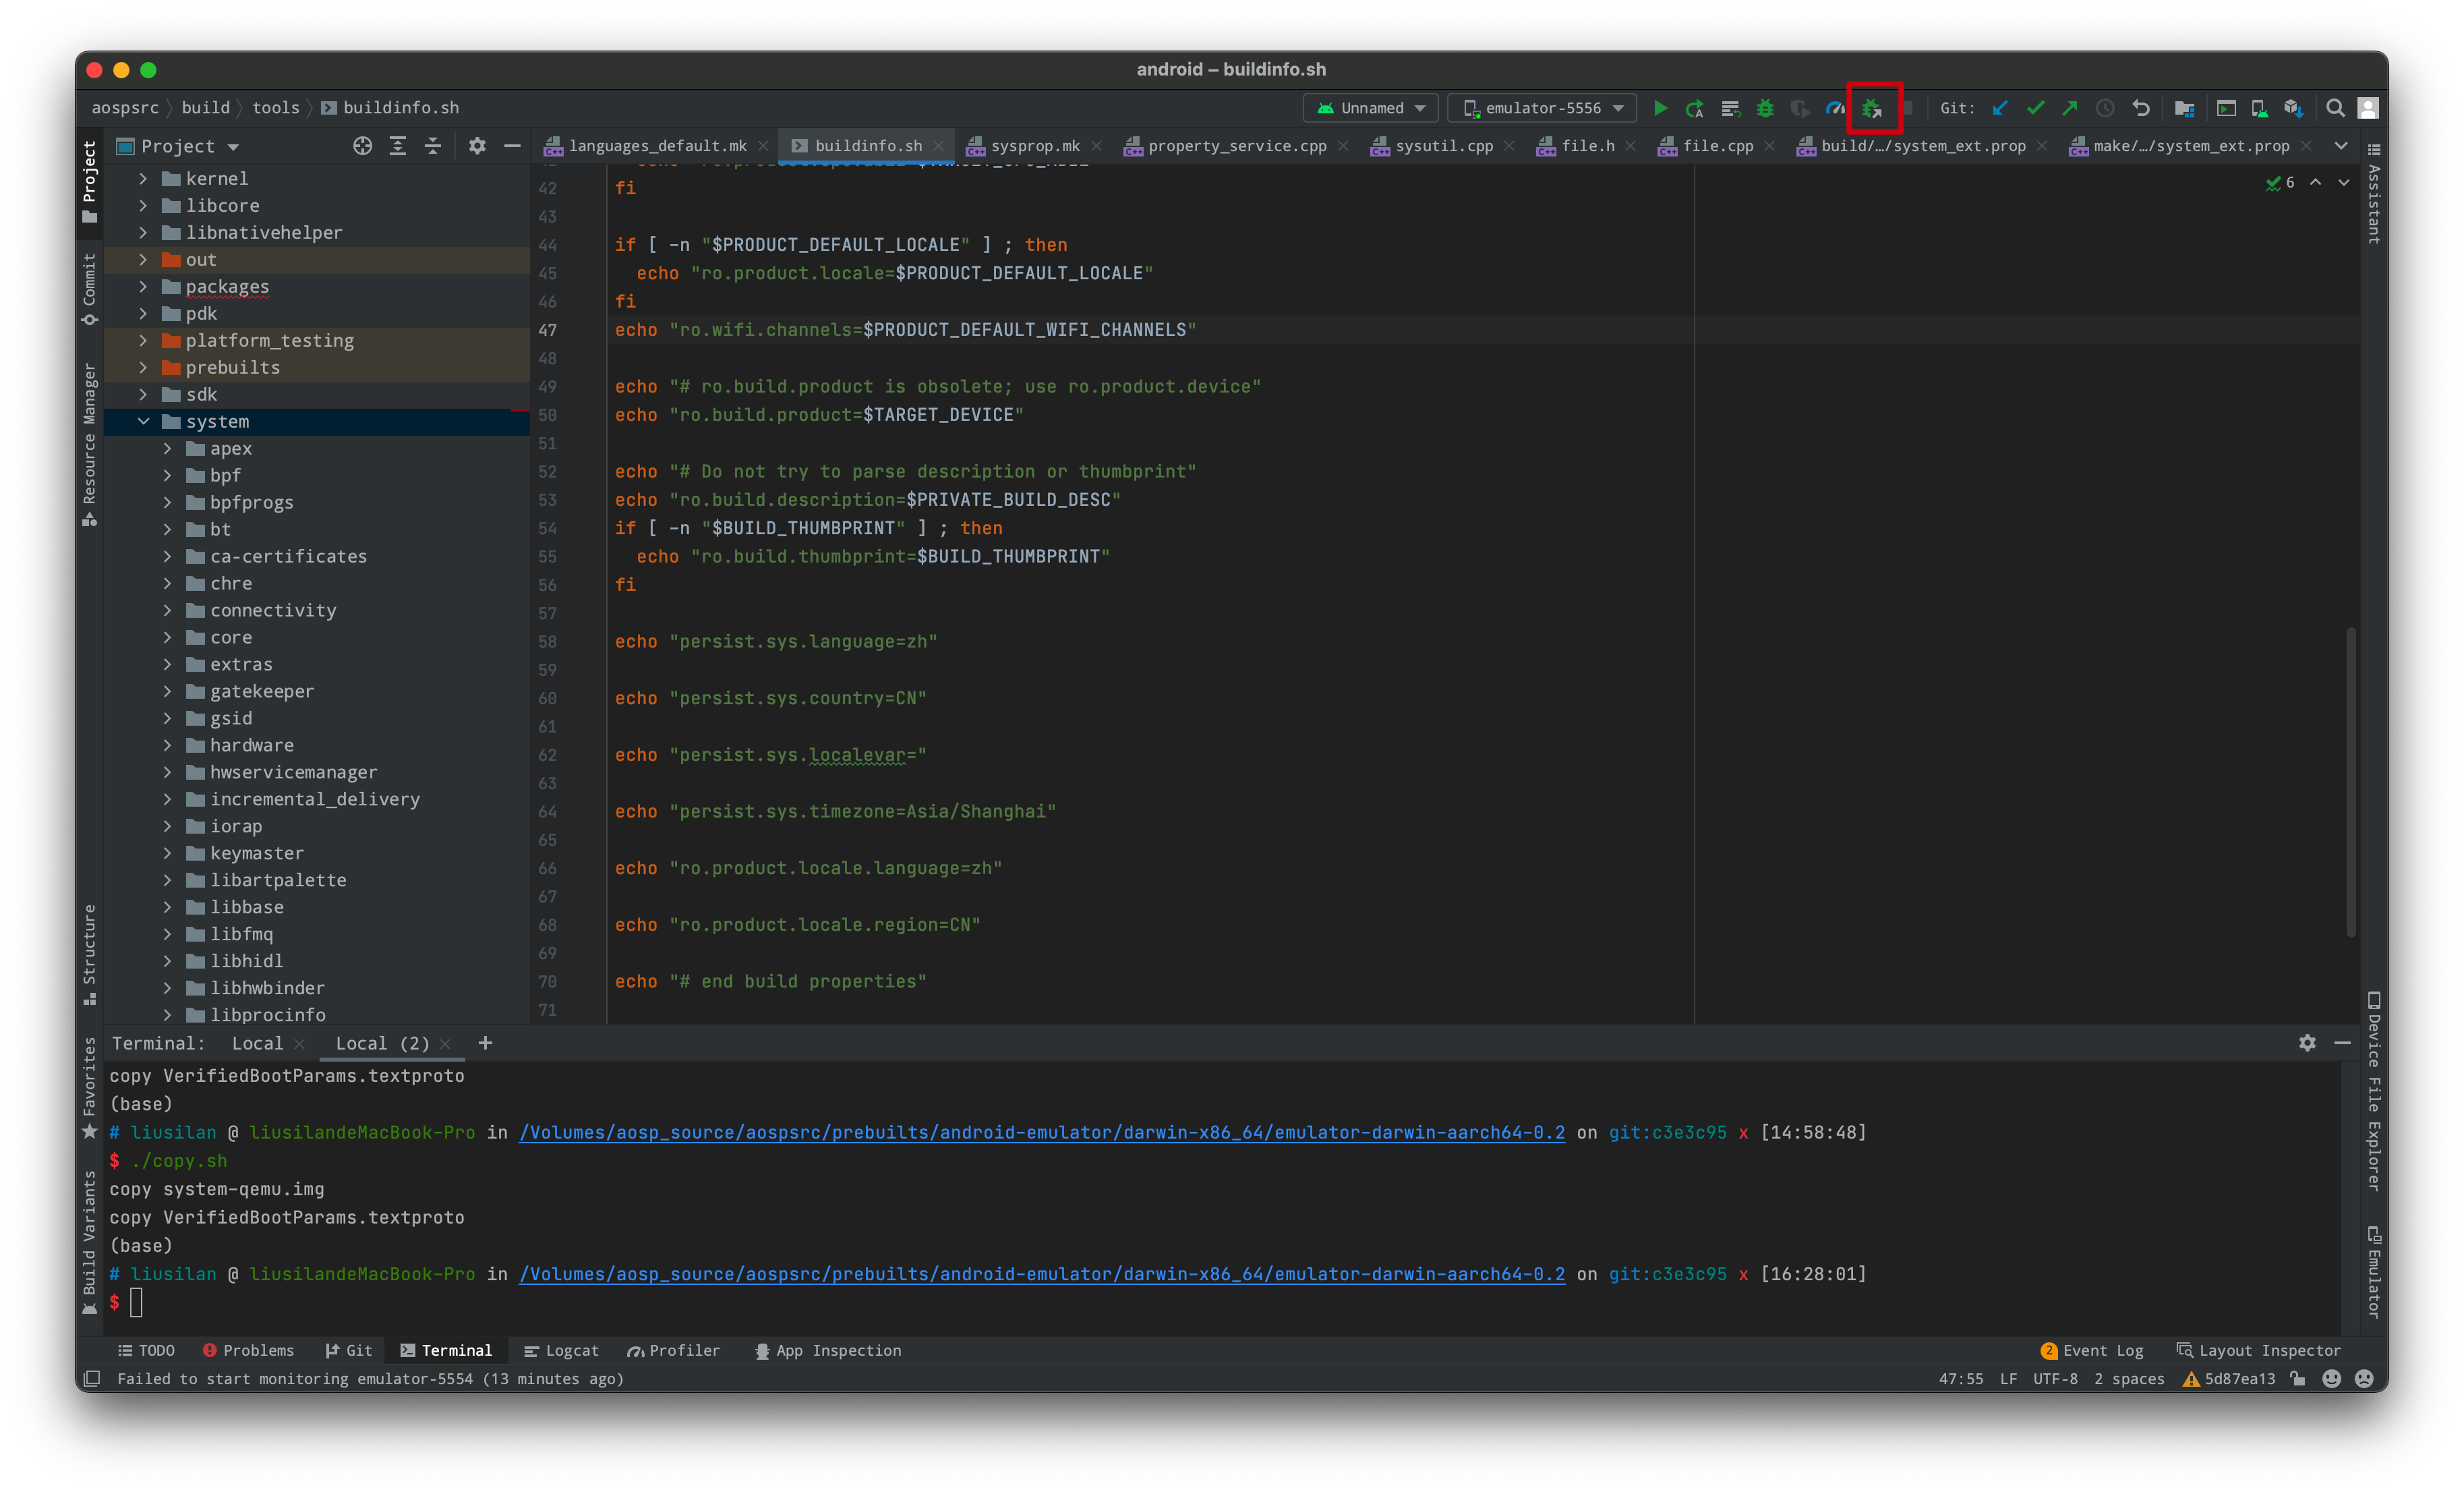 android – buildinfo.sh
aospsrc build tools buildinfo.sh Unnamed emulator-5556 Git:
Project languages_default.mk buildinfo.sh sysprop.mk property_service.cpp sysutil.cpp file.h file.cpp build/…/system_ext.prop make/…/system_ext.prop
Project
Commit
Resource Manager
Structure
Favorites
Build Variants
kernel
libcore
libnativehelper
out
packages
pdk
platform_testing
prebuilts
sdk
system
apex
bpf
bpfprogs
bt
ca-certificates
chre
connectivity
core
extras
gatekeeper
gsid
hardware
hwservicemanager
incremental_delivery
iorap
keymaster
libartpalette
libbase
libfmq
libhidl
libhwbinder
libprocinfo
6
42 fi
43
44 if [ -n "$PRODUCT_DEFAULT_LOCALE" ] ; then
45 echo "ro.product.locale=$PRODUCT_DEFAULT_LOCALE"
46 fi
47 echo "ro.wifi.channels=$PRODUCT_DEFAULT_WIFI_CHANNELS"
48
49 echo "# ro.build.product is obsolete; use ro.product.device"
50 echo "ro.build.product=$TARGET_DEVICE"
51
52 echo "# Do not try to parse description or thumbprint"
53 echo "ro.build.description=$PRIVATE_BUILD_DESC"
54 if [ -n "$BUILD_THUMBPRINT" ] ; then
55 echo "ro.build.thumbprint=$BUILD_THUMBPRINT"
56 fi
57
58 echo "persist.sys.language=zh"
59
60 echo "persist.sys.country=CN"
61
62 echo "persist.sys.localevar="
63
64 echo "persist.sys.timezone=Asia/Shanghai"
65
66 echo "ro.product.locale.language=zh"
67
68 echo "ro.product.locale.region=CN"
69
70 echo "# end build properties"
71
Assistant
Device File Explorer
Emulator
Terminal: Local Local (2) +
copy VerifiedBootParams.textproto
(base)
# liusilan @ liusilandeMacBook-Pro in /Volumes/aosp_source/aospsrc/prebuilts/android-emulator/darwin-x86_64/emulator-darwin-aarch64-0.2 on git:c3e3c95 x [14:58:48]
$ ./copy.sh
copy system-qemu.img
copy VerifiedBootParams.textproto
(base)
# liusilan @ liusilandeMacBook-Pro in /Volumes/aosp_source/aospsrc/prebuilts/android-emulator/darwin-x86_64/emulator-darwin-aarch64-0.2 on git:c3e3c95 x [16:28:01]
$
TODO Problems Git Terminal Logcat Profiler App Inspection 2 Event Log Layout Inspector
Failed to start monitoring emulator-5554 (13 minutes ago) 47:55 LF UTF-8 2 spaces 5d87ea13